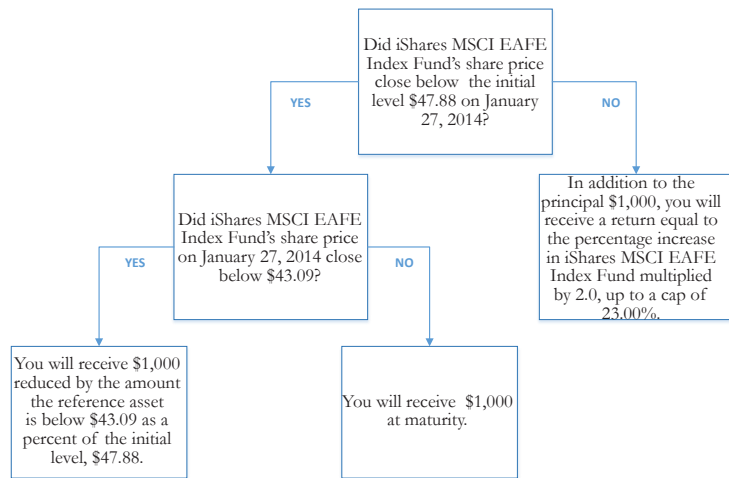 Did iShares MSCI EAFE
Index Fund's share price
close below the initial
level $47.88 on January
27, 2014?
YES
NO
Did iShares MSCI EAFE
Index Fund's share price
on January 27, 2014 close
below $43.09?
In addition to the
principal $1,000, you will
receive a return equal to
the percentage increase
in iShares MSCI EAFE
Index Fund multiplied
by 2.0, up to a cap of
23.00%.
YES
NO
You will receive $1,000
reduced by the amount
the reference asset
is below $43.09 as a
percent of the initial
level, $47.88.
You will receive $1,000
at maturity.